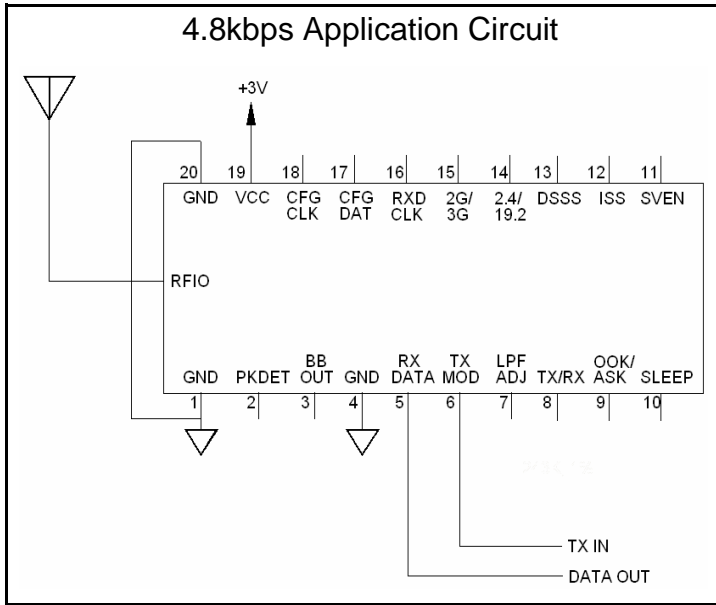 4.8kbps Application Circuit
+3V
20 19 18 17 16 15 14 13 12 11
GND VCC CFG CFG RXD 2G/ 2.4/ DSSS ISS SVEN
CLK DAT CLK 3G 19.2
RFIO
BB RX TX LPF OOK/
GND PKDET OUT GND DATA MOD ADJ TX/RX ASK SLEEP
1 2 3 4 5 6 7 8 9 10
TX IN
DATA OUT